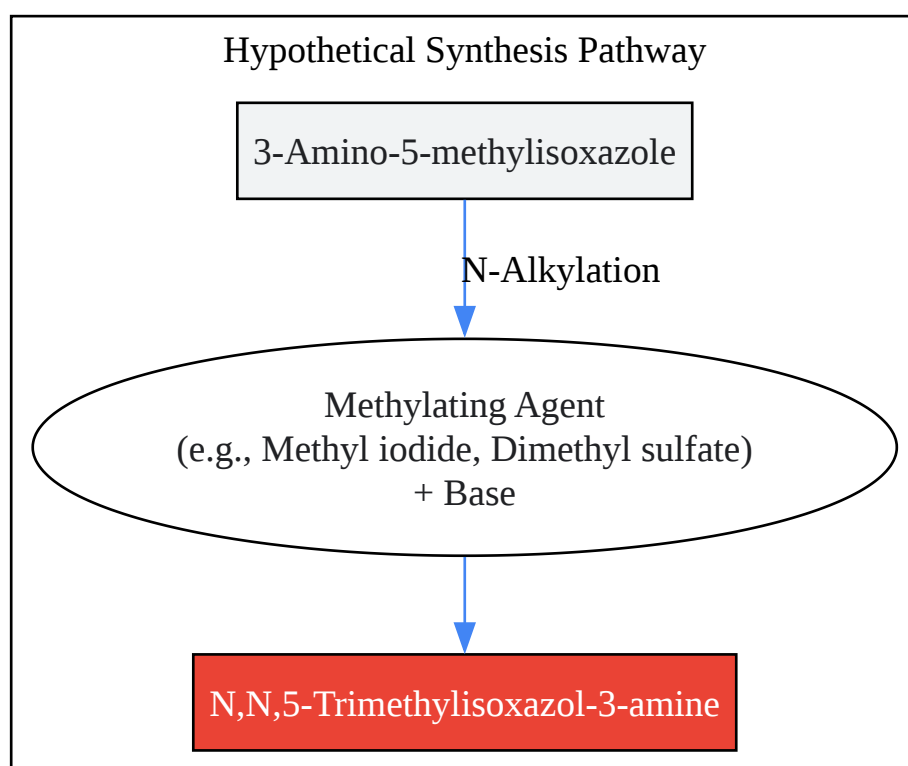 Hypothetical Synthesis Pathway
3-Amino-5-methylisoxazole
N-Alkylation
Methylating Agent
(e.g., Methyl iodide, Dimethyl sulfate)
+ Base
N,N,5-Trimethylisoxazol-3-amine